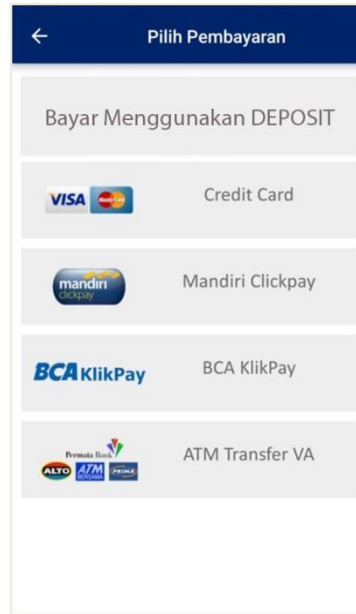 Pilih Pembayaran
Bayar Menggunakan DEPOSIT
VISA MasterCard Credit Card
mandiri
clickpay
Mandiri Clickpay
BCA KlikPay BCA KlikPay
Permata Bank
ALTO ATM BERSAMA PRIMA
ATM Transfer VA